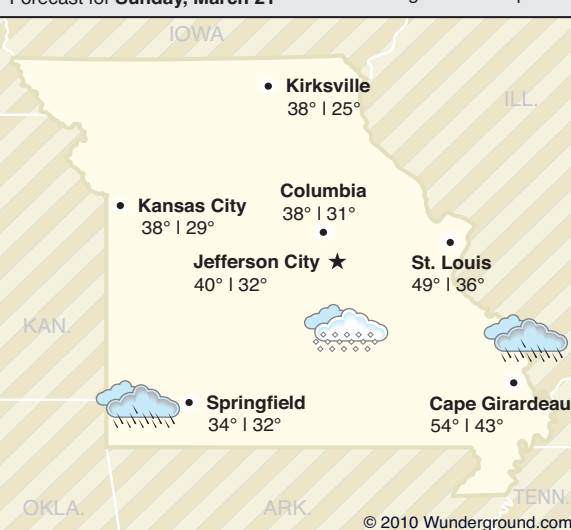 Forecast for Sunday, March 21
IOWA
Kirksville
38° | 25°
ILL.
Columbia
38° | 31°
Kansas City
38° | 29°
Jefferson City
40° | 32°
St. Louis
49° | 36°
KAN.
Springfield
34° | 32°
Cape Girardeau
54° | 43°
OKLA.
ARK.
TENN.
© 2010 Wunderground.com